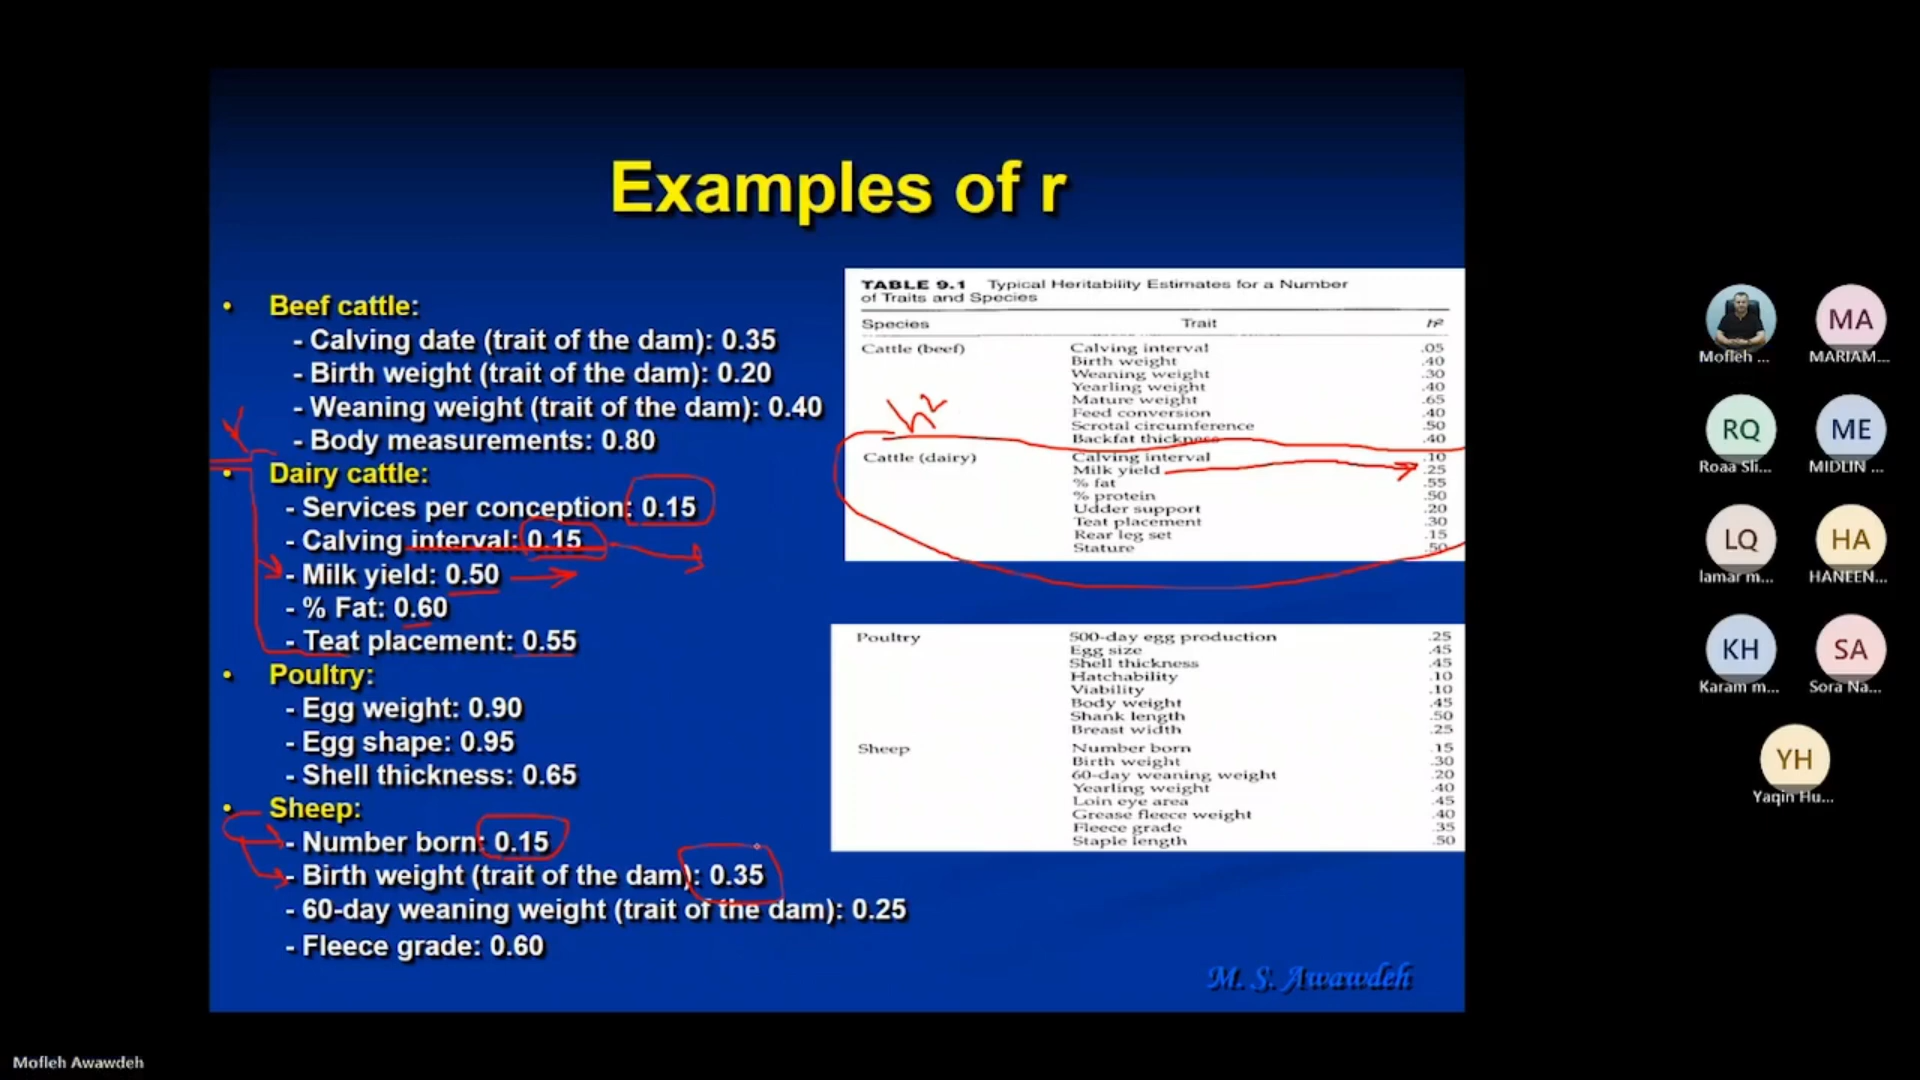 Examples of r
• Beef cattle:
- Calving date (trait of the dam): 0.35
- Birth weight (trait of the dam): 0.20
- Weaning weight (trait of the dam): 0.40
- Body measurements: 0.80
• Dairy cattle:
- Services per conception: 0.15
- Calving interval: 0.15
- Milk yield: 0.50
- % Fat: 0.60
- Teat placement: 0.55
• Poultry:
- Egg weight: 0.90
- Egg shape: 0.95
- Shell thickness: 0.65
• Sheep:
- Number born: 0.15
- Birth weight (trait of the dam): 0.35
- 60-day weaning weight (trait of the dam): 0.25
- Fleece grade: 0.60
TABLE 9.1 Typical Heritability Estimates for a Number
of Traits and Species
Species Trait h²
Cattle (beef) Calving interval .05
Birth weight .40
Weaning weight .30
Yearling weight .40
Mature weight .65
Feed conversion .40
Scrotal circumference .50
Backfat thickness .40
h²
Cattle (dairy) Calving interval .10
Milk yield .25
% fat .55
% protein .50
Udder support .20
Teat placement .30
Rear leg set .15
Stature .50
Poultry 500-day egg production .25
Egg size .45
Shell thickness .45
Hatchability .10
Viability .10
Body weight .45
Shank length .50
Breast width .25
Sheep Number born .15
Birth weight .30
60-day weaning weight .20
Yearling weight .40
Loin eye area .45
Grease fleece weight .40
Fleece grade .35
Staple length .50
M. S. Awawdeh
Mofleh ...
MA
MARIAM...
RQ
Roaa Sli...
ME
MIDLIN ...
LQ
lamar m...
HA
HANEEN...
KH
Karam m...
SA
Sora Na...
YH
Yaqin Hu...
Mofleh Awawdeh